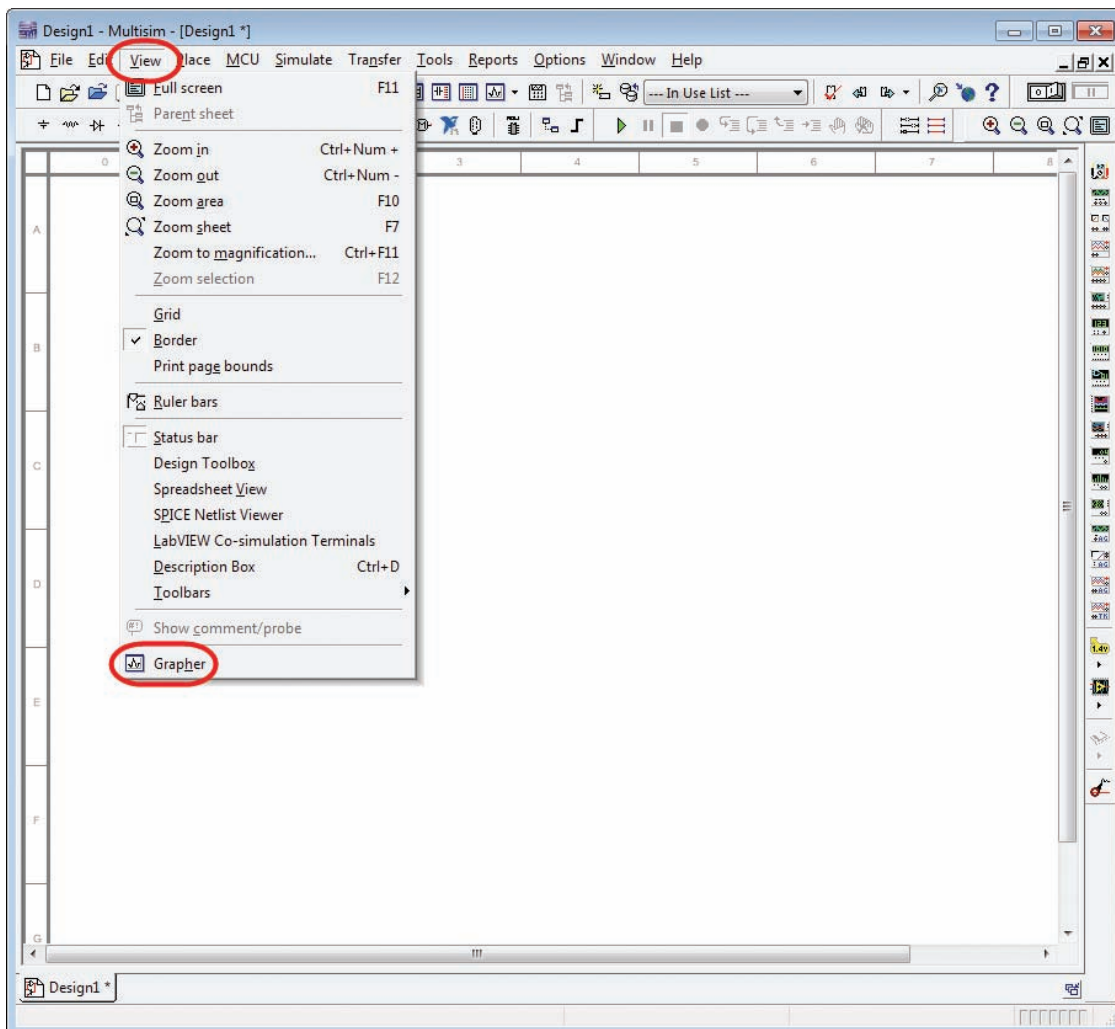 Design1 - Multisim - [Design1 *]
File Edi View lace MCU Simulate Transfer Tools Reports Options Window Help
--- In Use List ---
Full screen F11
Parent sheet
Zoom in Ctrl+Num +
Zoom out Ctrl+Num -
Zoom area F10
Zoom sheet F7
Zoom to magnification... Ctrl+F11
Zoom selection F12
Grid
Border
Print page bounds
Ruler bars
Status bar
Design Toolbox
Spreadsheet View
SPICE Netlist Viewer
LabVIEW Co-simulation Terminals
Description Box Ctrl+D
Toolbars
Show comment/probe
Grapher
0 3 4 5 6 7 8
A
B
C
D
E
F
G
1.4v
Design1 *